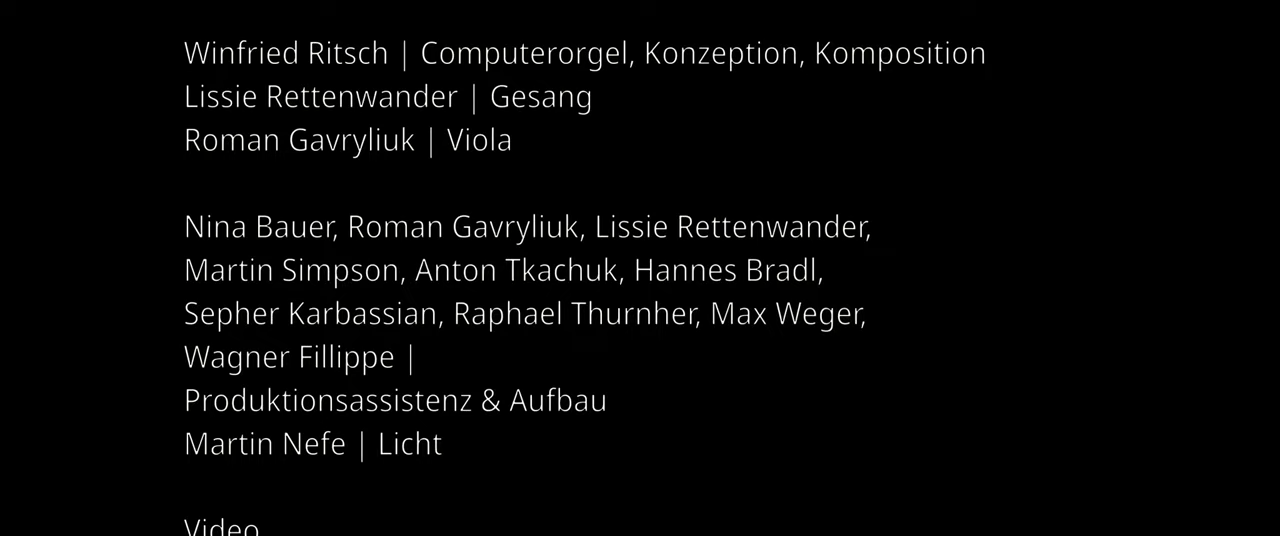 Winfried Ritsch | Computerorgel, Konzeption, Komposition
Lissie Rettenwander | Gesang
Roman Gavryliuk | Viola
Nina Bauer, Roman Gavryliuk, Lissie Rettenwander,
Martin Simpson, Anton Tkachuk, Hannes Bradl,
Sepher Karbassian, Raphael Thurnher, Max Weger,
Wagner Fillippe |
Produktionsassistenz & Aufbau
Martin Nefe | Licht
Video